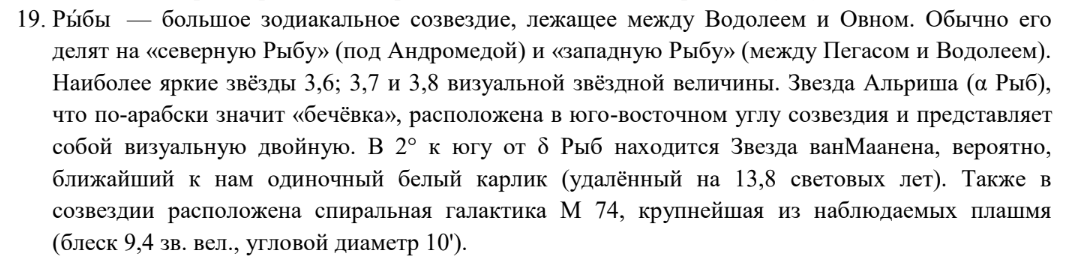 19. Ры́бы — большое зодиакальное созвездие, лежащее между Водолеем и Овном. Обычно его
делят на «северную Рыбу» (под Андромедой) и «западную Рыбу» (между Пегасом и Водолеем).
Наиболее яркие звёзды 3,6; 3,7 и 3,8 визуальной звёздной величины. Звезда Альриша (α Рыб),
что по-арабски значит «бечёвка», расположена в юго-восточном углу созвездия и представляет
собой визуальную двойную. В 2° к югу от δ Рыб находится Звезда ванМаанена, вероятно,
ближайший к нам одиночный белый карлик (удалённый на 13,8 световых лет). Также в
созвездии расположена спиральная галактика М 74, крупнейшая из наблюдаемых плашмя
(блеск 9,4 зв. вел., угловой диаметр 10').